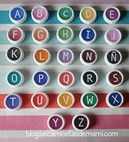 A B C D E
F G H I J
K L M N Ñ
O P Q R S
T U V W X
Y Z